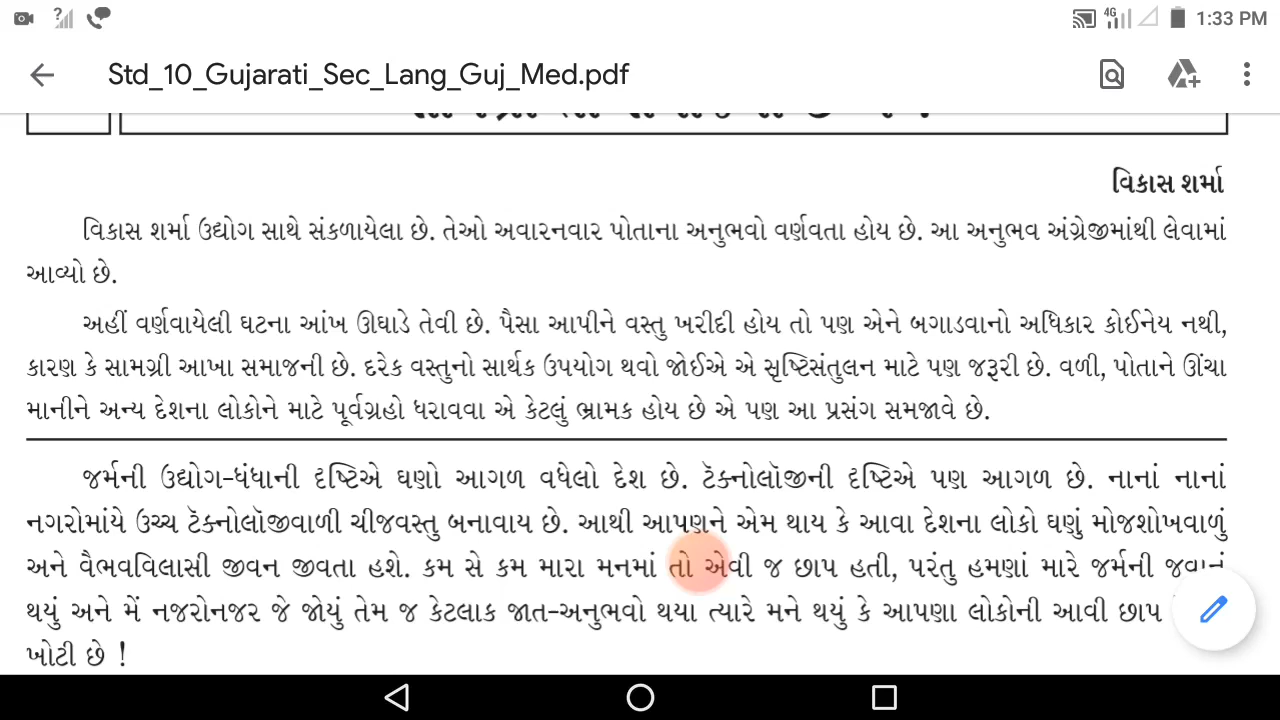 4G 1:33 PM
Std_10_Gujarati_Sec_Lang_Guj_Med.pdf
વિકાસ શર્મા
વિકાસ શર્મા ઉદ્યોગ સાથે સંકળાયેલા છે. તેઓ અવારનવાર પોતાના અનુભવો વર્ણવતા હોય છે. આ અનુભવ અંગ્રેજીમાંથી લેવામાં
આવ્યો છે.
અહીં વર્ણવાયેલી ઘટના આંખ ઊઘાડે તેવી છે. પૈસા આપીને વસ્તુ ખરીદી હોય તો પણ એને બગાડવાનો અધિકાર કોઈનેય નથી,
કારણ કે સામગ્રી આખા સમાજની છે. દરેક વસ્તુનો સાર્થક ઉપયોગ થવો જોઈએ એ સૃષ્ટિસંતુલન માટે પણ જરૂરી છે. વળી, પોતાને ઊંચા
માનીને અન્ય દેશના લોકોને માટે પૂર્વગ્રહો ધરાવવા એ કેટલું ભ્રામક હોય છે એ પણ આ પ્રસંગ સમજાવે છે.
જર્મની ઉદ્યોગ-ધંધાની દૃષ્ટિએ ઘણો આગળ વધેલો દેશ છે. ટૅક્નોલૉજીની દૃષ્ટિએ પણ આગળ છે. નાનાં નાનાં
નગરોમાંયે ઉચ્ચ ટૅક્નોલૉજીવાળી ચીજવસ્તુ બનાવાય છે. આથી આપણને એમ થાય કે આવા દેશના લોકો ઘણું મોજશોખવાળું
અને વૈભવવિલાસી જીવન જીવતા હશે. કમ સે કમ મારા મનમાં તો એવી જ છાપ હતી, પરંતુ હમણાં મારે જર્મની જવાનું
થયું અને મેં નજરોનજર જે જોયું તેમ જ કેટલાક જાત-અનુભવો થયા ત્યારે મને થયું કે આપણા લોકોની આવી છાપ
ખોટી છે !